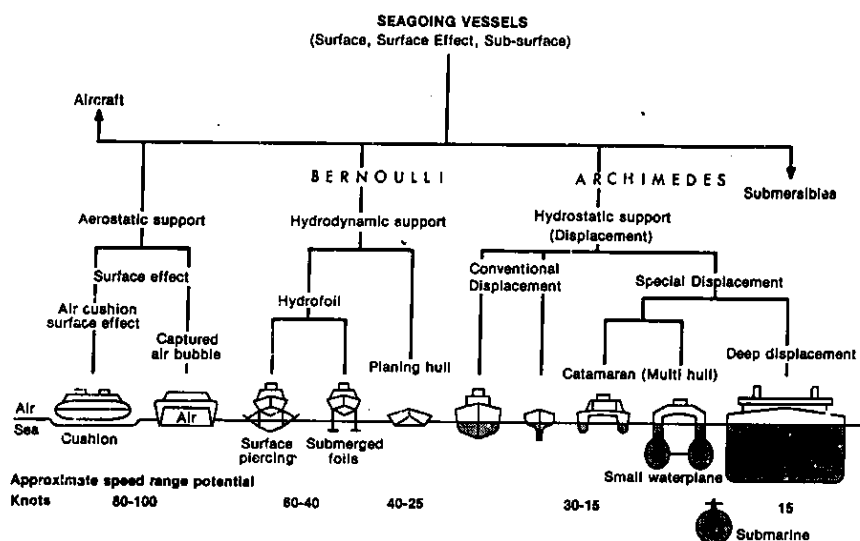 SEAGOING VESSELS
(Surface, Surface Effect, Sub-surface)
Aircraft
BERNOULLI
ARCHIMEDES
Submersibles
Aerostatic support
Hydrodynamic support
Hydrostatic support
(Displacement)
Surface effect
Conventional
Displacement
Special Displacement
Air cushion
surface effect
Hydrofoil
Captured
air bubble
Planing hull
Catamaran (Multi hull)
Deep displacement
Air
Sea
Cushion
Air
Surface
piercing
Submerged
foils
Small waterplane
Approximate speed range potential
Knots 80-100 60-40 40-25 30-15 15
Submarine